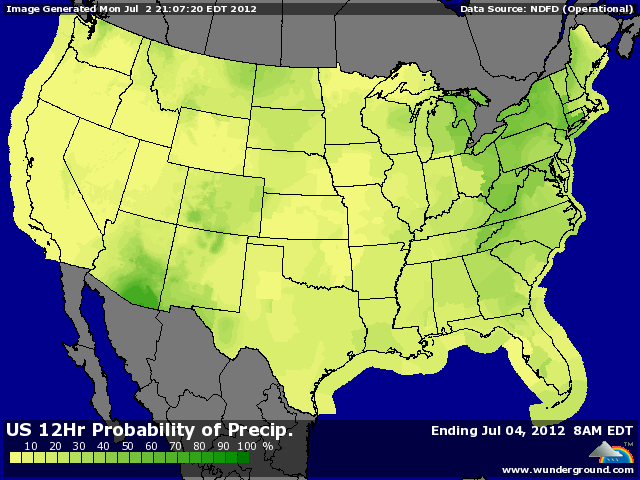 Image Generated Mon Jul 2 21:07:20 EDT 2012
Data Source: NDFD (Operational)
US 12Hr Probability of Precip.
Ending Jul 04, 2012 8AM EDT
10 20 30 40 50 60 70 80 90 100 %
TM
www.wunderground.com